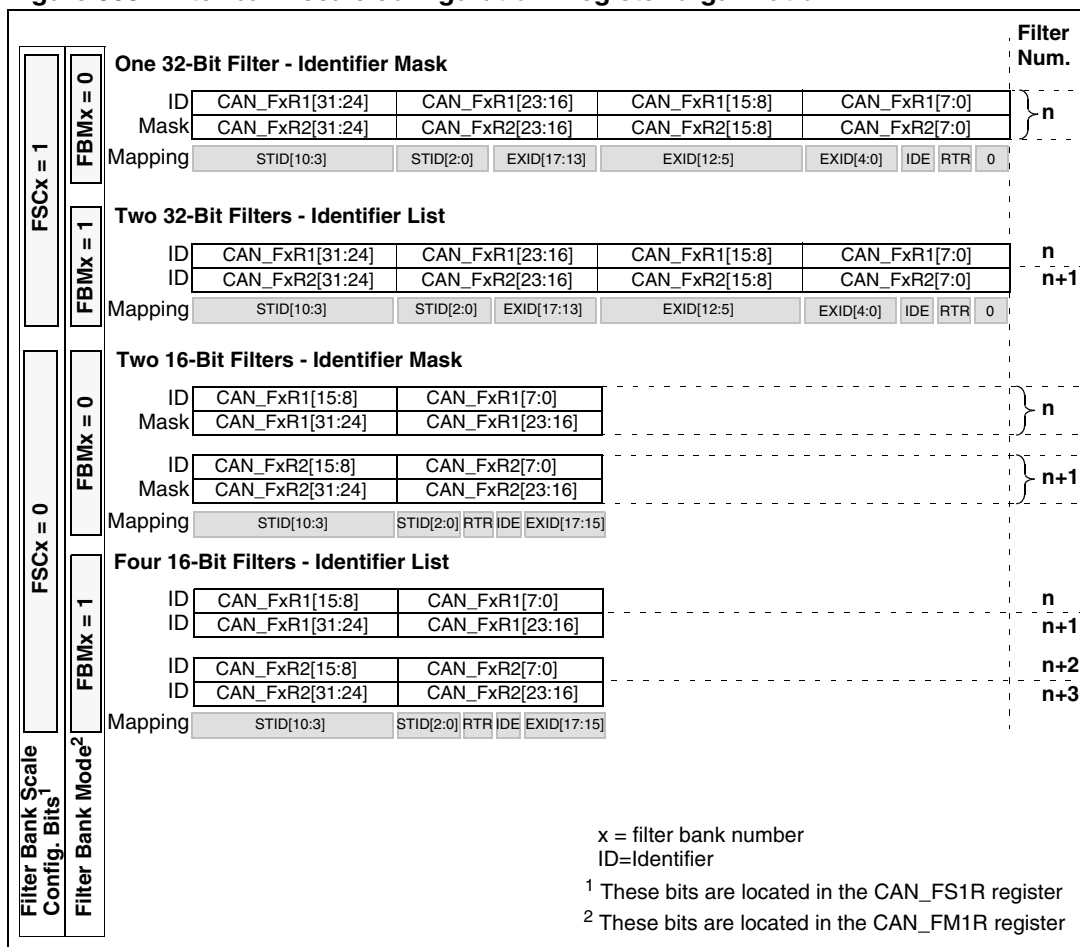 Filter
Num.
One 32-Bit Filter - Identifier Mask
ID CAN_FxR1[31:24] CAN_FxR1[23:16] CAN_FxR1[15:8] CAN_FxR1[7:0]
n
Mask CAN_FxR2[31:24] CAN_FxR2[23:16] CAN_FxR2[15:8] CAN_FxR2[7:0]
Mapping STID[10:3] STID[2:0] EXID[17:13] EXID[12:5] EXID[4:0] IDE RTR 0
Two 32-Bit Filters - Identifier List
ID CAN_FxR1[31:24] CAN_FxR1[23:16] CAN_FxR1[15:8] CAN_FxR1[7:0] n
ID CAN_FxR2[31:24] CAN_FxR2[23:16] CAN_FxR2[15:8] CAN_FxR2[7:0] n+1
Mapping STID[10:3] STID[2:0] EXID[17:13] EXID[12:5] EXID[4:0] IDE RTR 0
Two 16-Bit Filters - Identifier Mask
ID CAN_FxR1[15:8] CAN_FxR1[7:0]
n
Mask CAN_FxR1[31:24] CAN_FxR1[23:16]
ID CAN_FxR2[15:8] CAN_FxR2[7:0]
n+1
Mask CAN_FxR2[31:24] CAN_FxR2[23:16]
Mapping STID[10:3] STID[2:0] RTR IDE EXID[17:15]
Four 16-Bit Filters - Identifier List
ID CAN_FxR1[15:8] CAN_FxR1[7:0] n
ID CAN_FxR1[31:24] CAN_FxR1[23:16] n+1
ID CAN_FxR2[15:8] CAN_FxR2[7:0] n+2
ID CAN_FxR2[31:24] CAN_FxR2[23:16] n+3
Mapping STID[10:3] STID[2:0] RTR IDE EXID[17:15]
FSCx = 1
FBMx = 0
FBMx = 1
FSCx = 0
FBMx = 0
FBMx = 1
Filter Bank Scale
Config. Bits1
Filter Bank Mode2
x = filter bank number
ID=Identifier
1 These bits are located in the CAN_FS1R register
2 These bits are located in the CAN_FM1R register